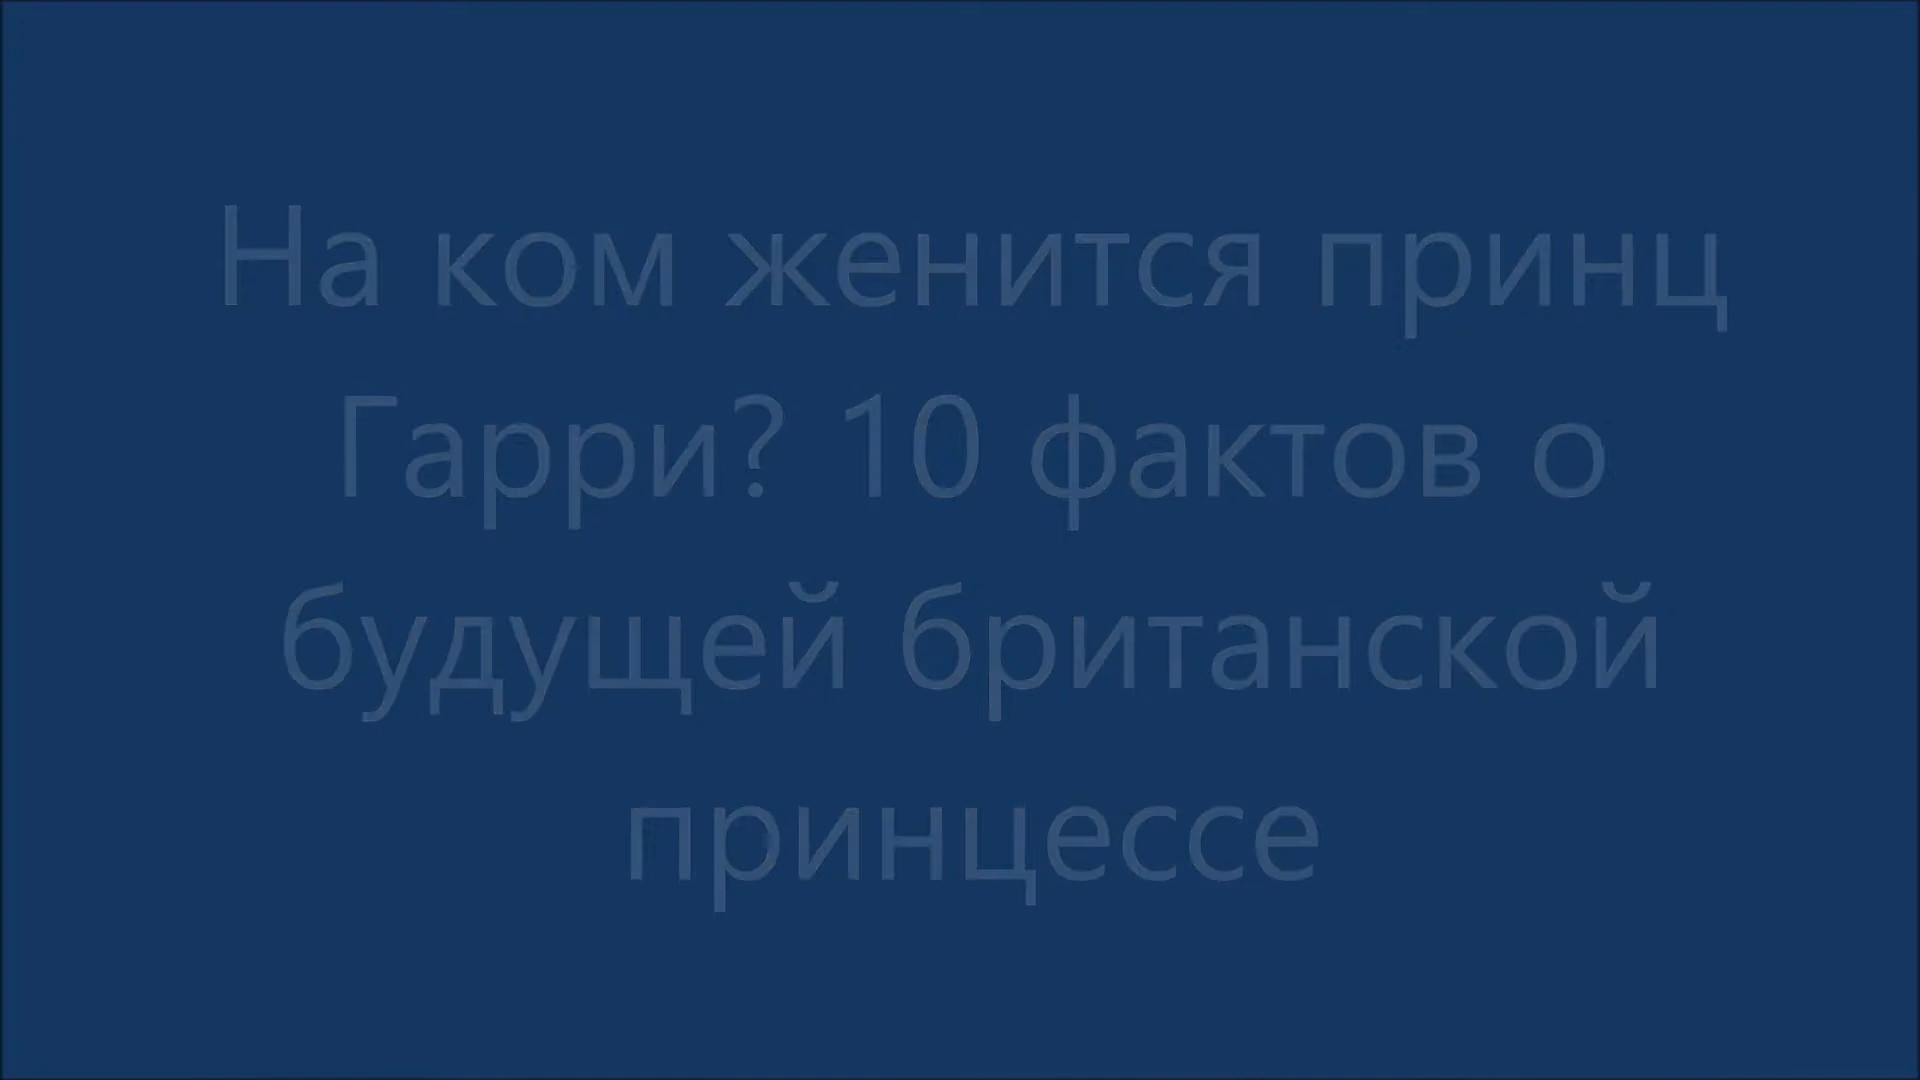 На ком женится принц
Гарри? 10 фактов о
будущей британской
принцессе